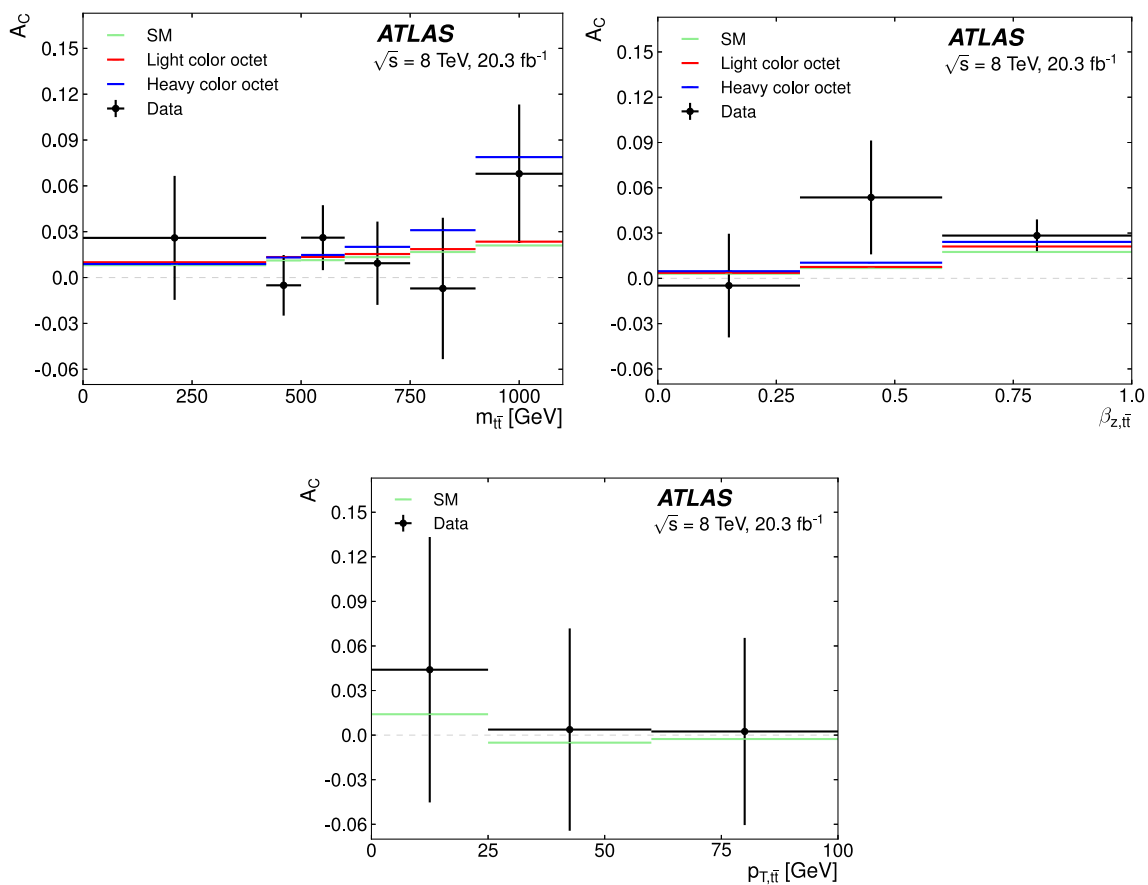 A_C
ATLAS
√s = 8 TeV, 20.3 fb⁻¹
SM
Light color octet
Heavy color octet
Data
0.15
0.12
0.09
0.06
0.03
0.0
-0.03
-0.06
0 250 500 750 1000
m_tt̄ [GeV]
A_C
ATLAS
√s = 8 TeV, 20.3 fb⁻¹
SM
Light color octet
Heavy color octet
Data
0.15
0.12
0.09
0.06
0.03
0.0
-0.03
-0.06
0.0 0.25 0.5 0.75 1.0
β_z,tt̄
A_C
ATLAS
√s = 8 TeV, 20.3 fb⁻¹
SM
Data
0.15
0.12
0.09
0.06
0.03
0.0
-0.03
-0.06
0 25 50 75 100
p_T,tt̄ [GeV]